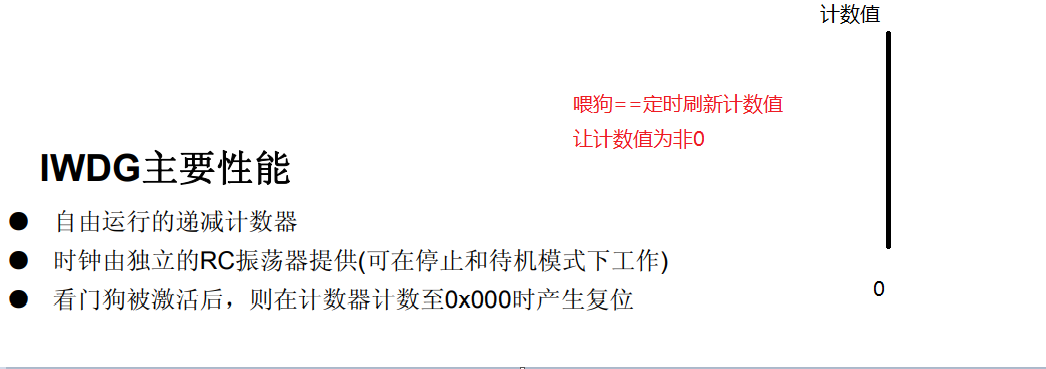 计数值
喂狗==定时刷新计数值
让计数值为非0
IWDG主要性能
● 自由运行的递减计数器
● 时钟由独立的RC振荡器提供(可在停止和待机模式下工作)
● 看门狗被激活后，则在计数器计数至0x000时产生复位
0